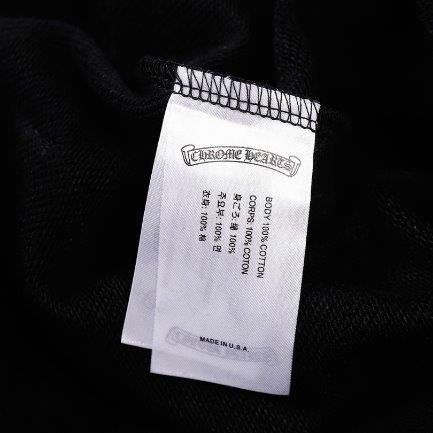 CHROME HEARTS
BODY 100% COTTON
CORPS: 100% COTON
身ごろ: 綿 100%
주요부: 100% 면
衣身: 100% 棉
MADE IN U.S.A.